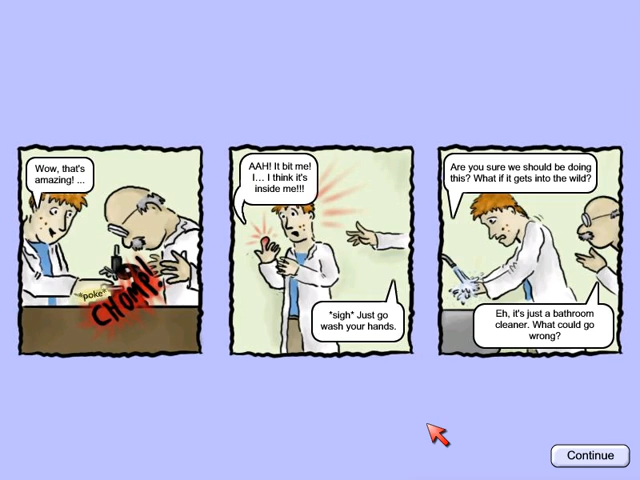 Wow, that's
amazing! ...
*poke*
CHOMP!
AAH! It bit me!
I... I think it's
inside me!!!
*sigh* Just go
wash your hands.
Are you sure we should be doing
this? What if it gets into the wild?
Eh, it's just a bathroom
cleaner. What could go
wrong?
Continue